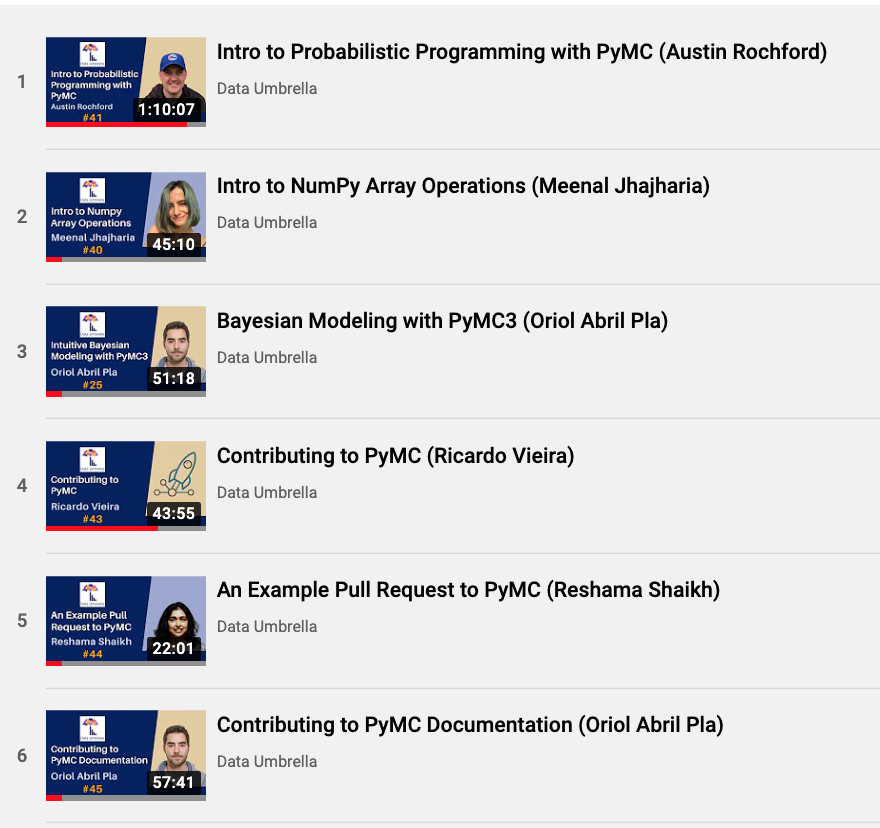 1
Intro to Probabilistic
Programming with
PyMC
Austin Rochford
#41
1:10:07
Intro to Probabilistic Programming with PyMC (Austin Rochford)
Data Umbrella
2
Intro to Numpy
Array Operations
Meenal Jhajharia
#40
45:10
Intro to NumPy Array Operations (Meenal Jhajharia)
Data Umbrella
3
Intuitive Bayesian
Modeling with PyMC3
Oriol Abril Pla
#25
51:18
Bayesian Modeling with PyMC3 (Oriol Abril Pla)
Data Umbrella
4
Contributing to
PyMC
Ricardo Vieira
#43
43:55
Contributing to PyMC (Ricardo Vieira)
Data Umbrella
5
An Example Pull
Request to PyMC
Reshama Shaikh
#44
22:01
An Example Pull Request to PyMC (Reshama Shaikh)
Data Umbrella
6
Contributing to
PyMC Documentation
Oriol Abril Pla
#45
57:41
Contributing to PyMC Documentation (Oriol Abril Pla)
Data Umbrella